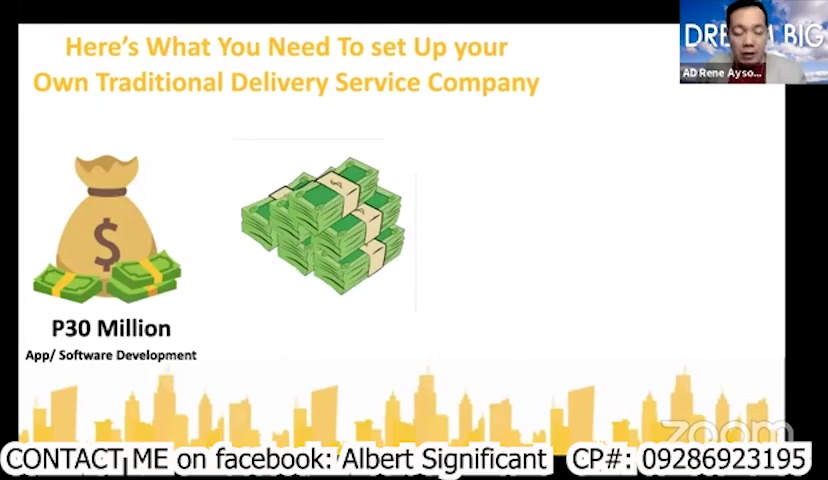 Here's What You Need To set Up your
Own Traditional Delivery Service Company
DREAM BIG
AD Rene Ayso...
$
P30 Million
App/ Software Development
zoom
CONTACT ME on facebook: Albert Significant CP#: 09286923195